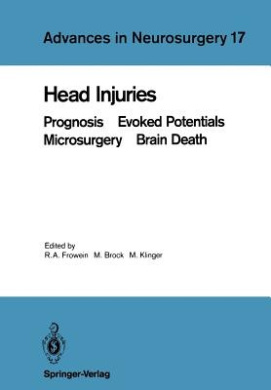 Advances in Neurosurgery 17
Head Injuries
Prognosis Evoked Potentials
Microsurgery Brain Death
Edited by
R.A. Frowein M. Brock M. Klinger
Springer-Verlag